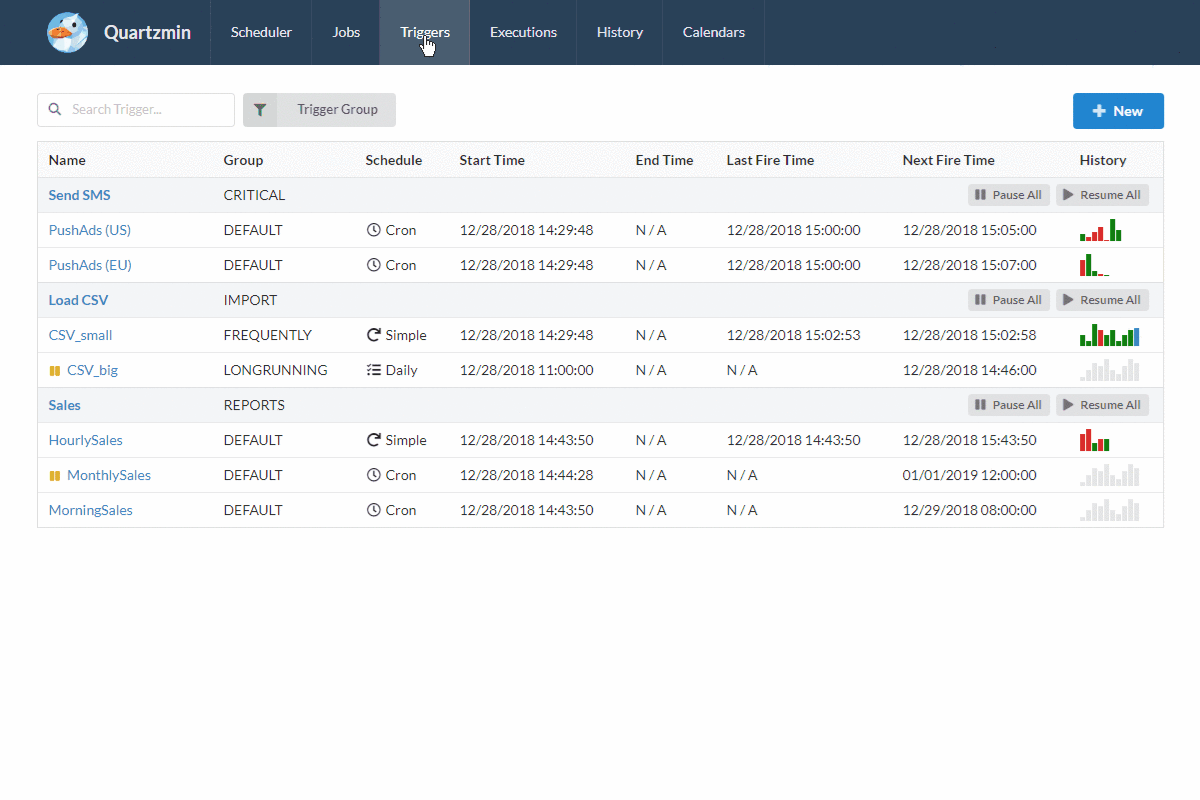 Quartzmin Scheduler Jobs Triggers Executions History Calendars
Search Trigger... Trigger Group New
Name Group Schedule Start Time End Time Last Fire Time Next Fire Time History
Send SMS CRITICAL Pause All Resume All
PushAds (US) DEFAULT Cron 12/28/2018 14:29:48 N / A 12/28/2018 15:00:00 12/28/2018 15:05:00
PushAds (EU) DEFAULT Cron 12/28/2018 14:29:48 N / A 12/28/2018 15:00:00 12/28/2018 15:07:00
Load CSV IMPORT Pause All Resume All
CSV_small FREQUENTLY Simple 12/28/2018 14:29:48 N / A 12/28/2018 15:02:53 12/28/2018 15:02:58
CSV_big LONGRUNNING Daily 12/28/2018 11:00:00 N / A N / A 12/28/2018 14:46:00
Sales REPORTS Pause All Resume All
HourlySales DEFAULT Simple 12/28/2018 14:43:50 N / A 12/28/2018 14:43:50 12/28/2018 15:43:50
MonthlySales DEFAULT Cron 12/28/2018 14:44:28 N / A N / A 01/01/2019 12:00:00
MorningSales DEFAULT Cron 12/28/2018 14:43:50 N / A N / A 12/29/2018 08:00:00